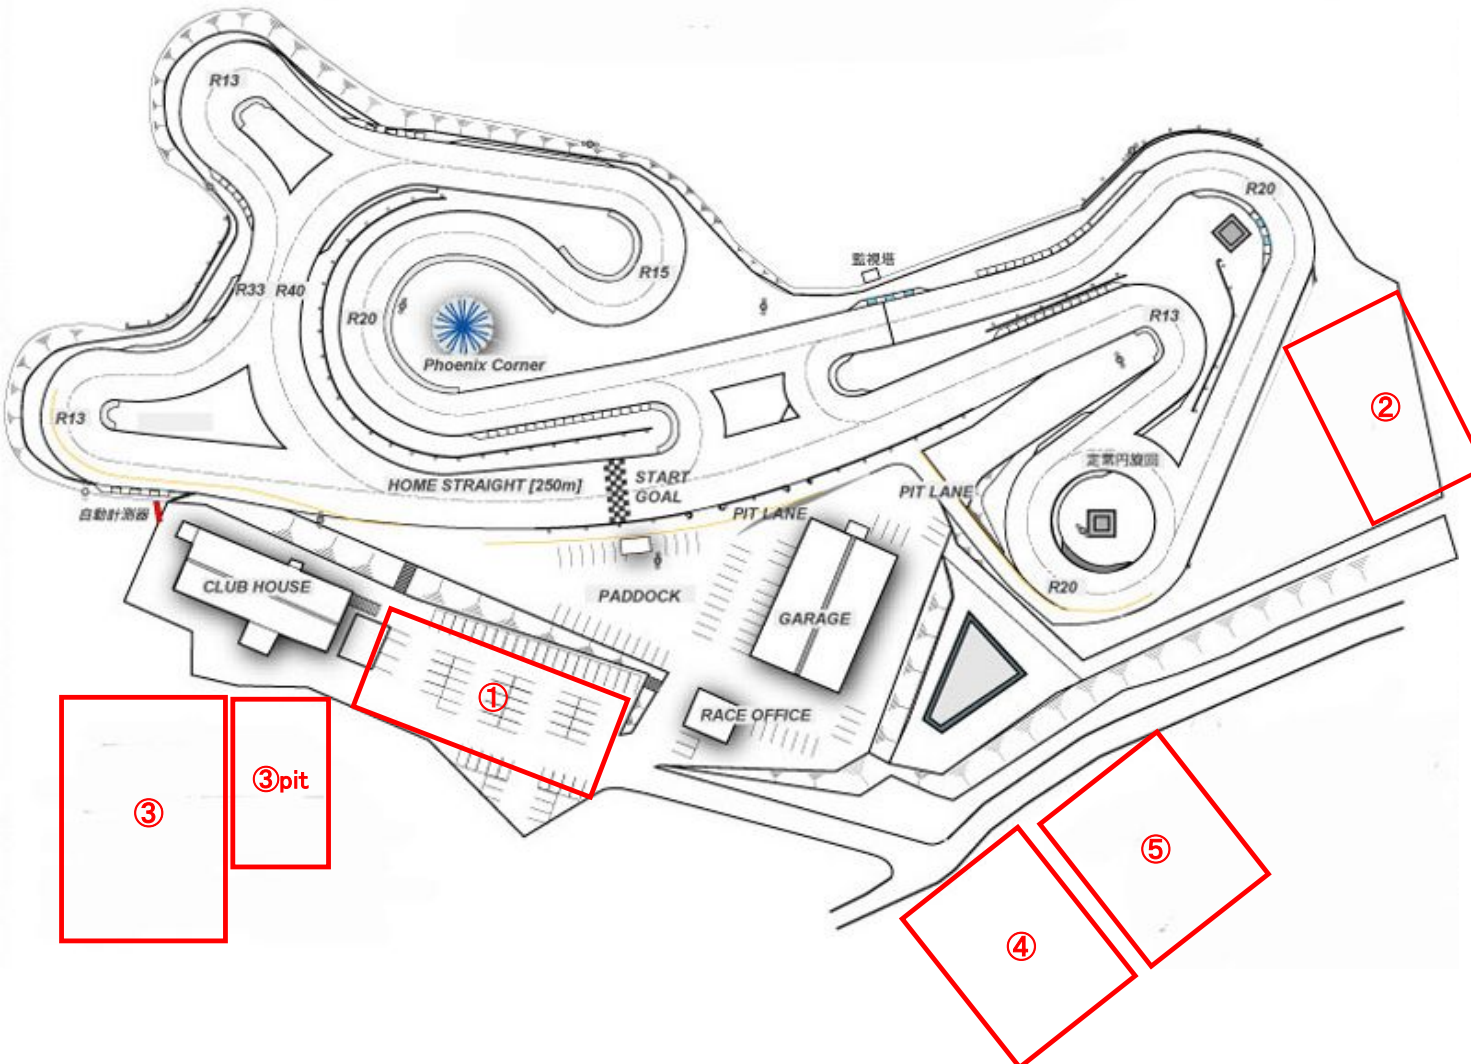 R13
R20
監視塔
R15
R33
R40
R20
R13
Phoenix Corner
②
R13
定常円旋回
HOME STRAIGHT [250m]
START
GOAL
PIT LANE
PIT LANE
自動計測器
CLUB HOUSE
PADDOCK
R20
GARAGE
①
RACE OFFICE
③pit
③
⑤
④